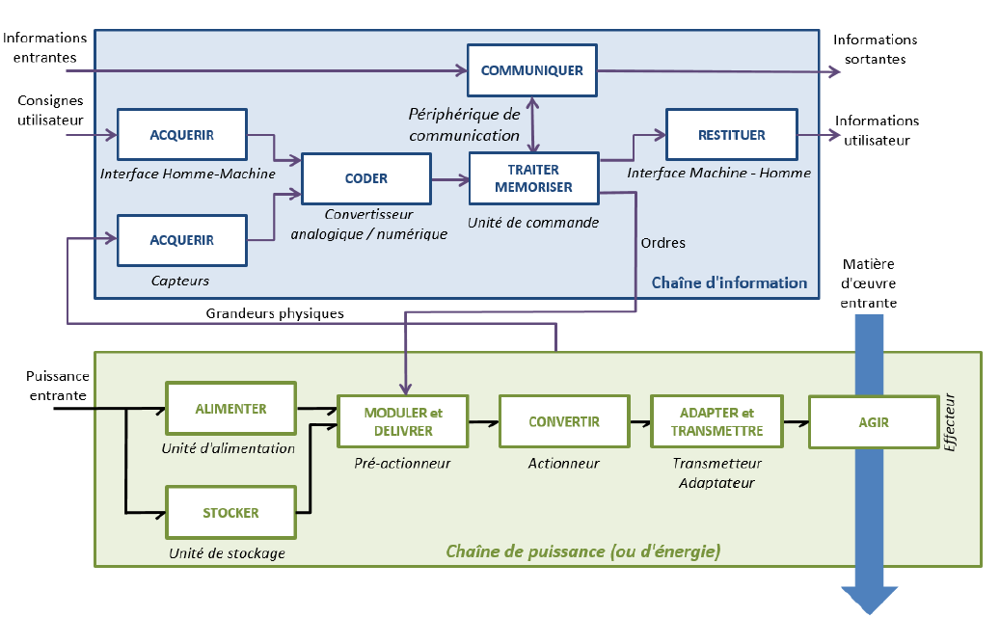 Informations
entrantes
COMMUNIQUER
Informations
sortantes
Consignes
utilisateur
ACQUERIR
Interface Homme-Machine
Périphérique de
communication
RESTITUER
Interface Machine - Homme
Informations
utilisateur
CODER
Convertisseur
analogique / numérique
TRAITER
MEMORISER
Unité de commande
ACQUERIR
Capteurs
Ordres
Chaîne d'information
Matière
d'œuvre
entrante
Grandeurs physiques
Puissance
entrante
ALIMENTER
Unité d'alimentation
MODULER et
DELIVRER
Pré-actionneur
CONVERTIR
Actionneur
ADAPTER et
TRANSMETTRE
Transmetteur
Adaptateur
AGIR
Effecteur
STOCKER
Unité de stockage
Chaîne de puissance (ou d'énergie)